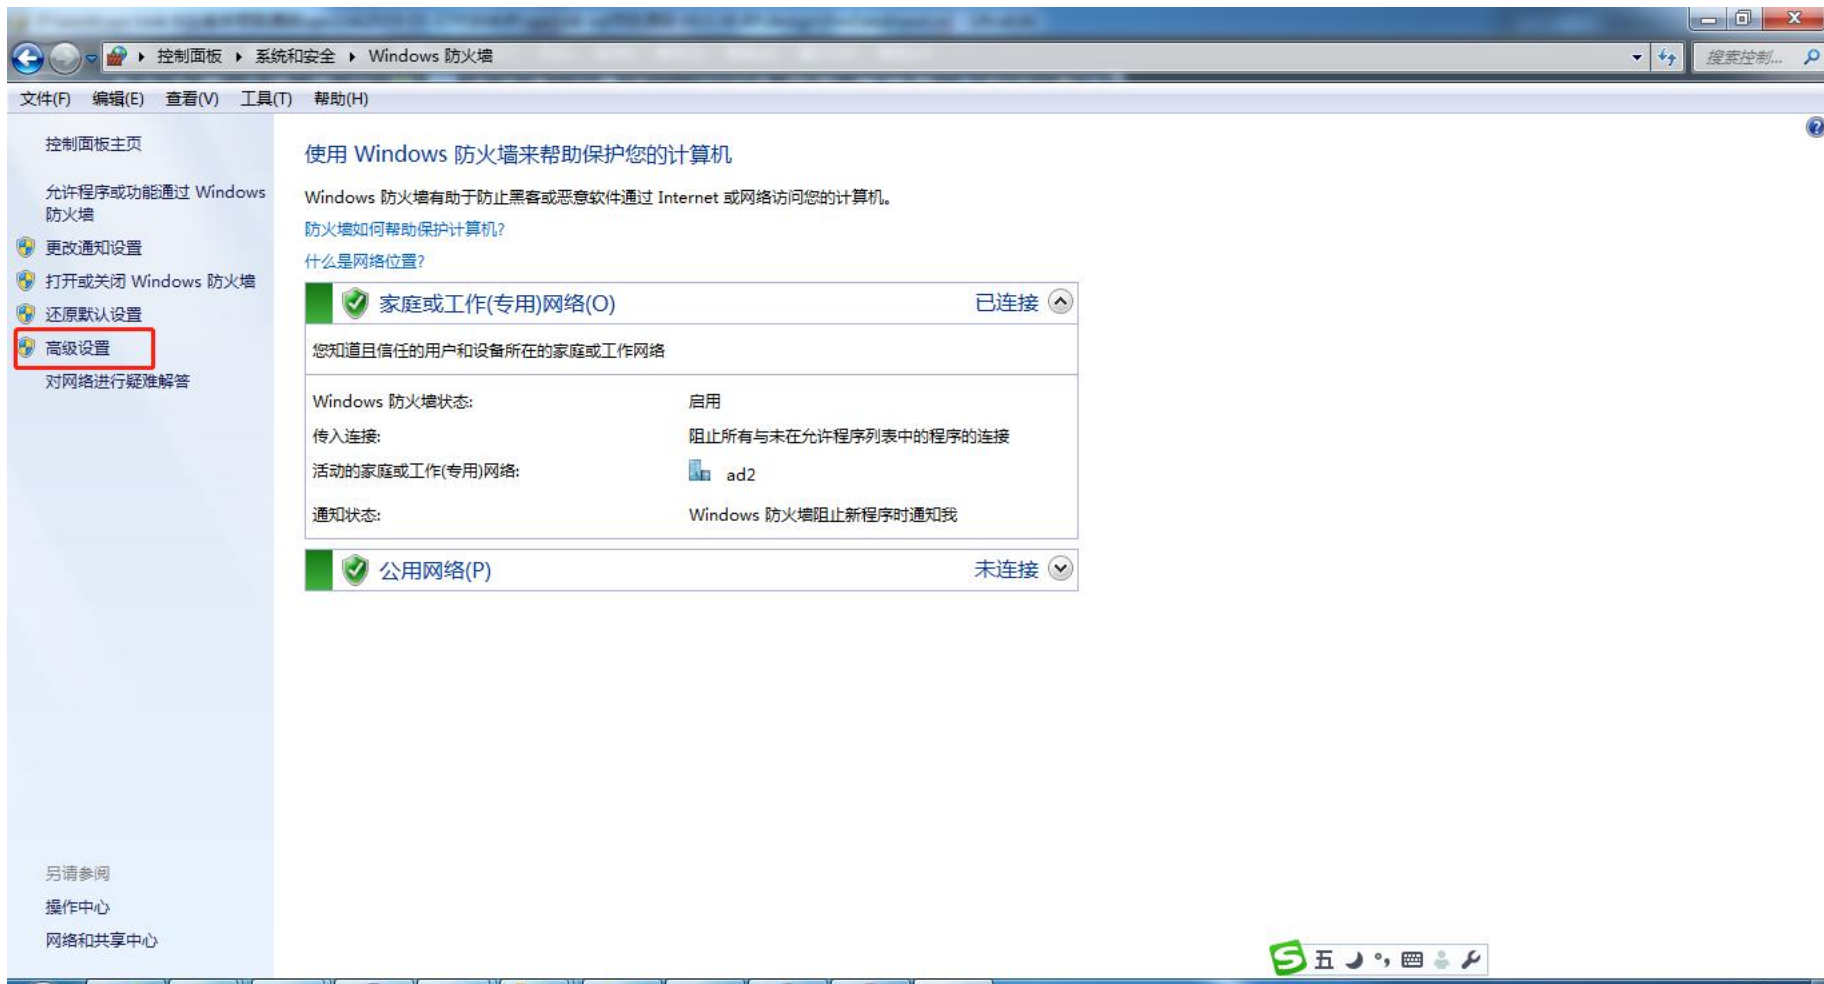 控制面板 系统和安全 Windows 防火墙
搜索控制...
文件(F) 编辑(E) 查看(V) 工具(T) 帮助(H)
控制面板主页
允许程序或功能通过 Windows
防火墙
更改通知设置
打开或关闭 Windows 防火墙
还原默认设置
高级设置
对网络进行疑难解答
使用 Windows 防火墙来帮助保护您的计算机
Windows 防火墙有助于防止黑客或恶意软件通过 Internet 或网络访问您的计算机。
防火墙如何帮助保护计算机?
什么是网络位置?
家庭或工作(专用)网络(O) 已连接
您知道且信任的用户和设备所在的家庭或工作网络
Windows 防火墙状态: 启用
传入连接: 阻止所有与未在允许程序列表中的程序的连接
活动的家庭或工作(专用)网络: ad2
通知状态: Windows 防火墙阻止新程序时通知我
公用网络(P) 未连接
另请参阅
操作中心
网络和共享中心
五